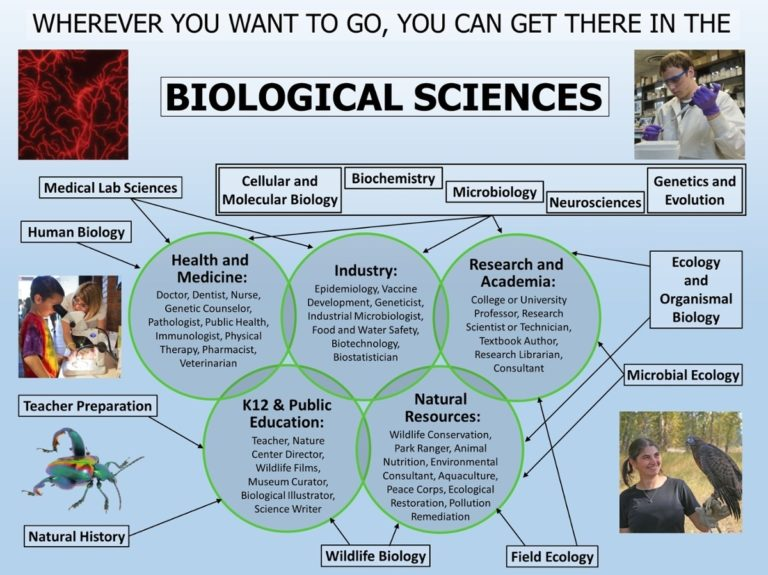 WHEREVER YOU WANT TO GO, YOU CAN GET THERE IN THE
BIOLOGICAL SCIENCES
Medical Lab Sciences
Cellular and
Molecular Biology
Biochemistry
Microbiology
Neurosciences
Genetics and
Evolution
Human Biology
Health and
Medicine:
Doctor, Dentist, Nurse,
Genetic Counselor,
Pathologist, Public Health,
Immunologist, Physical
Therapy, Pharmacist,
Veterinarian
Industry:
Epidemiology, Vaccine
Development, Geneticist,
Industrial Microbiologist,
Food and Water Safety,
Biotechnology,
Biostatistician
Research and
Academia:
College or University
Professor, Research
Scientist or Technician,
Textbook Author,
Research Librarian,
Consultant
Ecology
and
Organismal
Biology
Microbial Ecology
Teacher Preparation
K12 & Public
Education:
Teacher, Nature
Center Director,
Wildlife Films,
Museum Curator,
Biological Illustrator,
Science Writer
Natural
Resources:
Wildlife Conservation,
Park Ranger, Animal
Nutrition, Environmental
Consultant, Aquaculture,
Peace Corps, Ecological
Restoration, Pollution
Remediation
Natural History
Wildlife Biology
Field Ecology